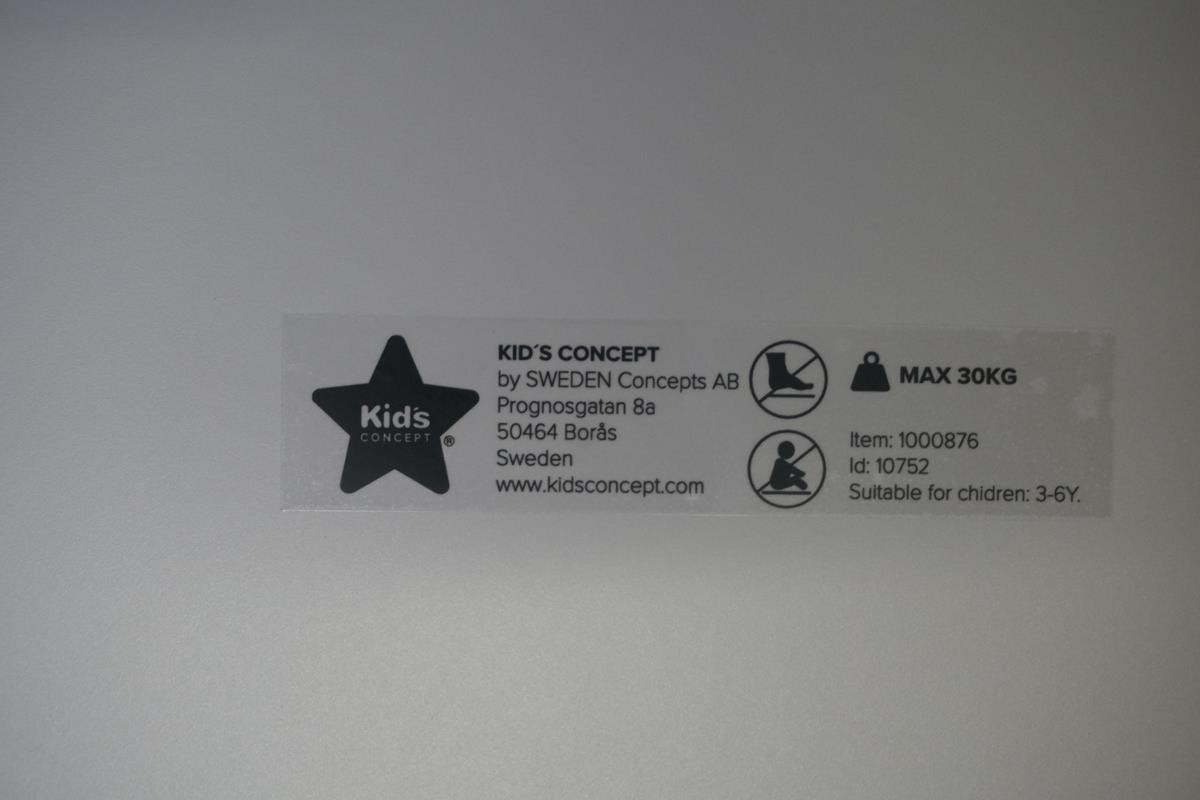 Kid's
CONCEPT
®
KID´S CONCEPT
by SWEDEN Concepts AB
Prognosgatan 8a
50464 Borås
Sweden
www.kidsconcept.com
MAX 30KG
Item: 1000876
Id: 10752
Suitable for chidren: 3-6Y.